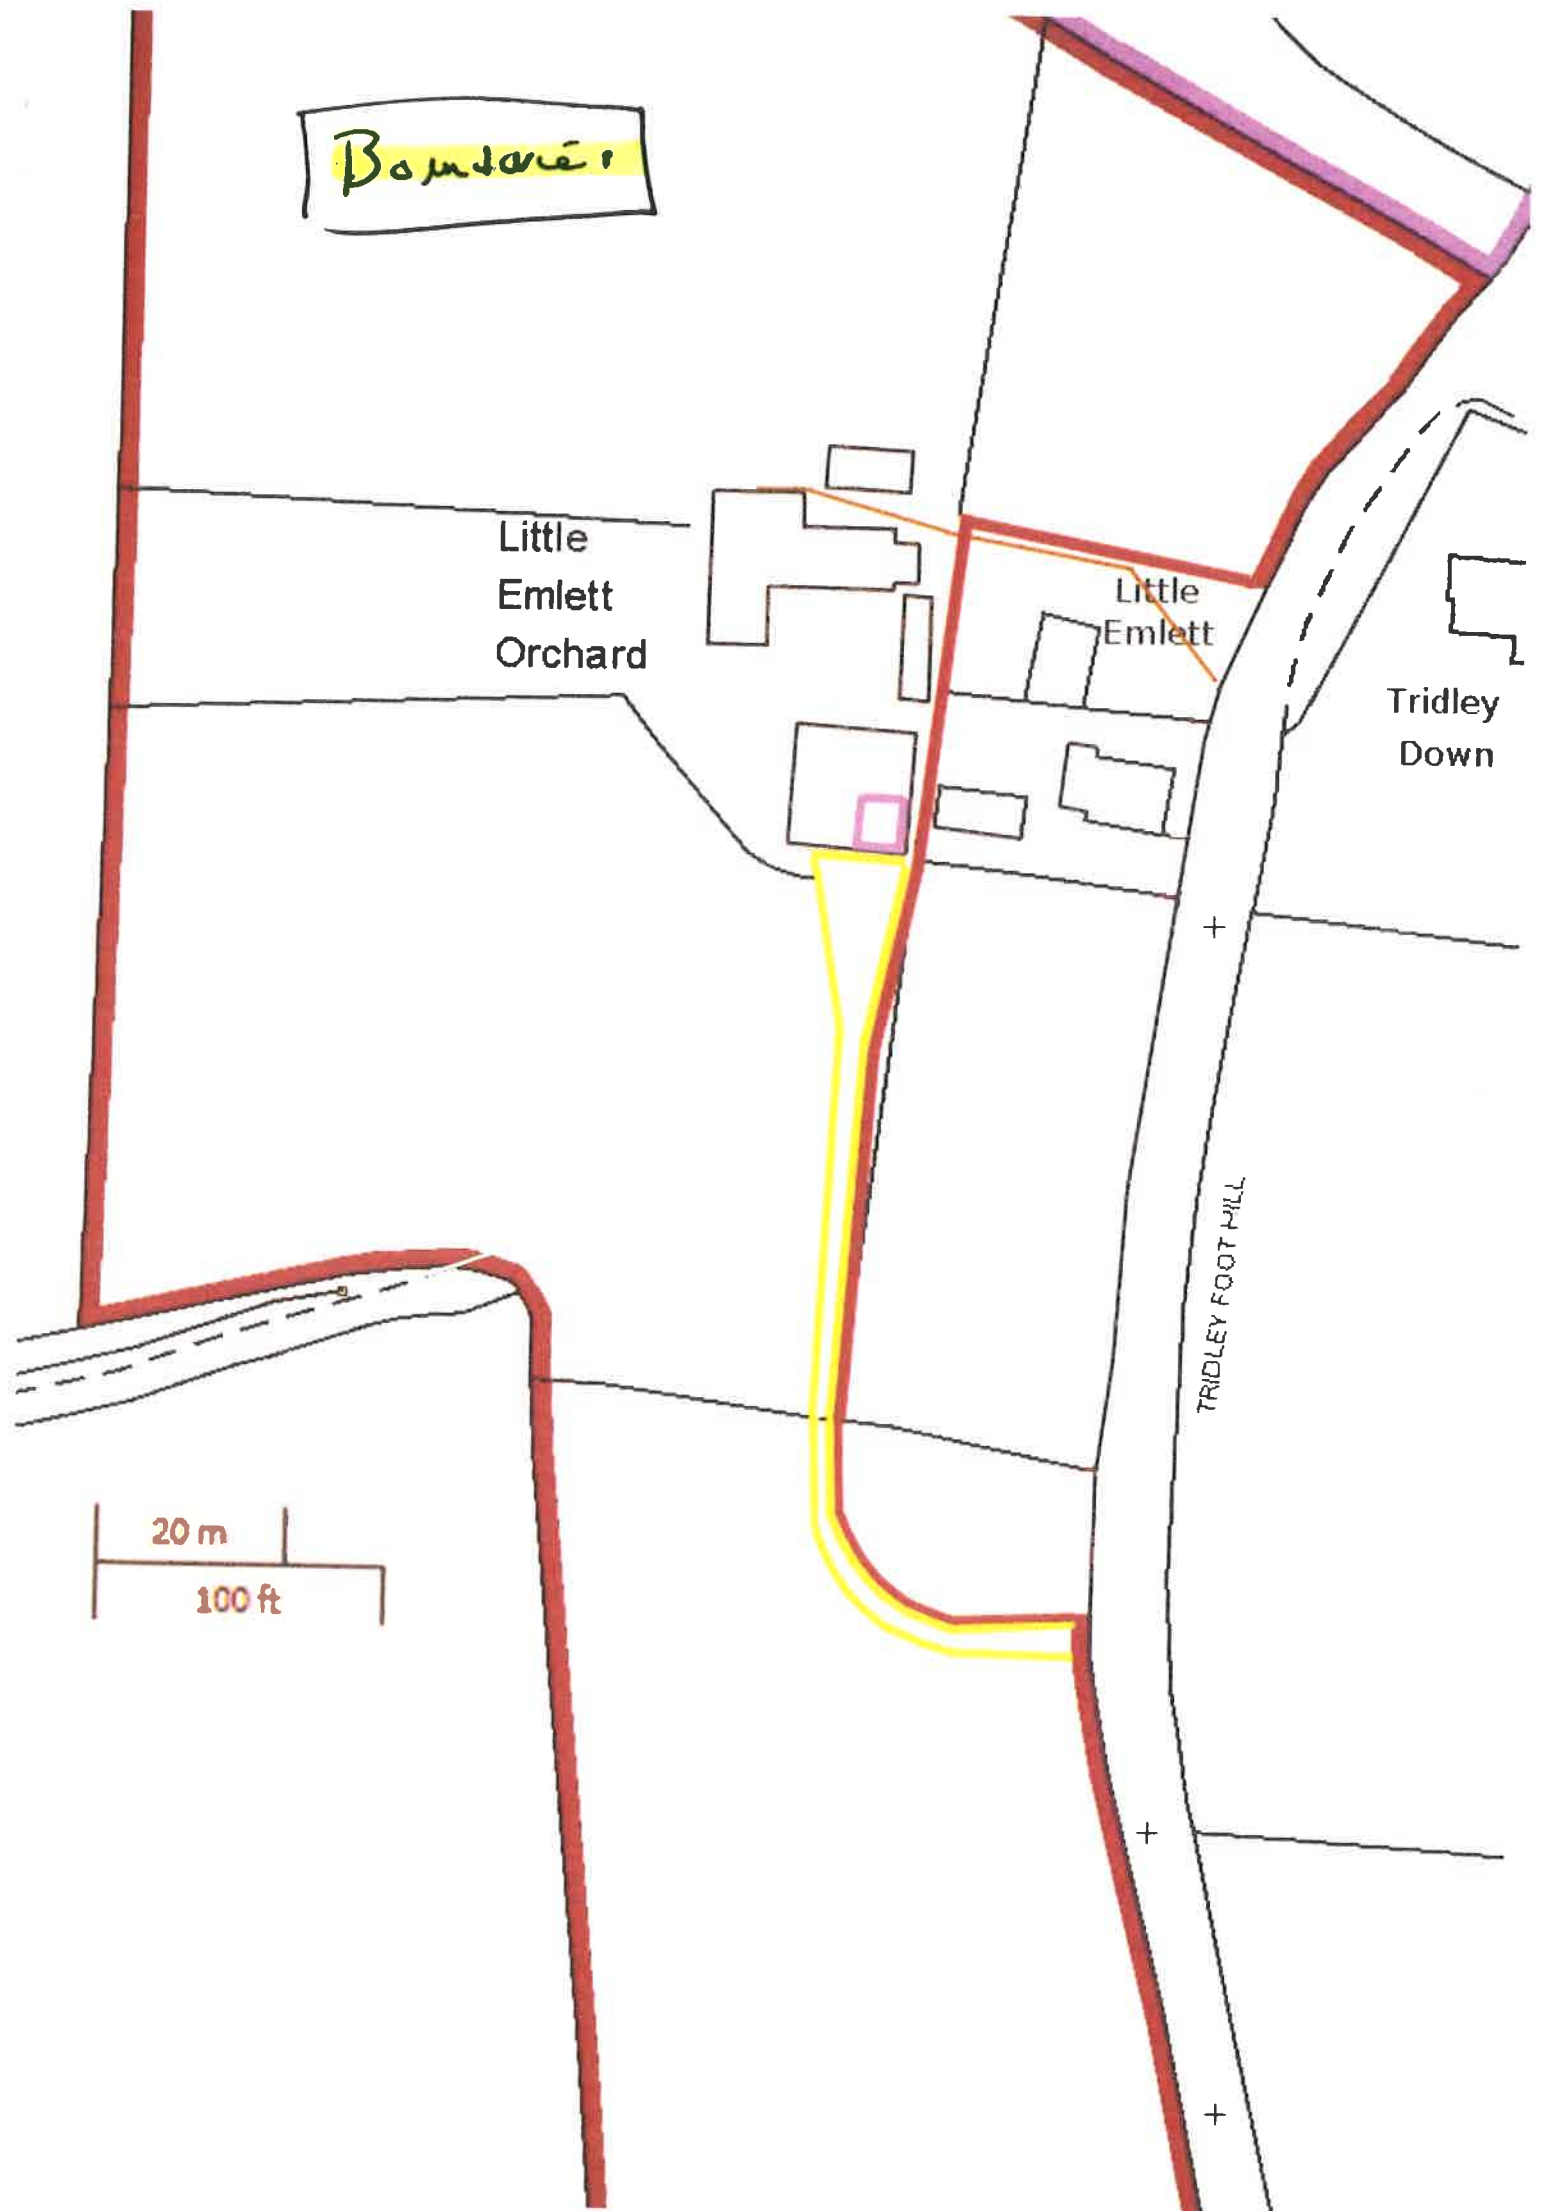 Boundaries
Little
Emlett
Orchard
Little
Emlett
Tridley
Down
TRIDLEY FOOT HILL
20 m
100 ft